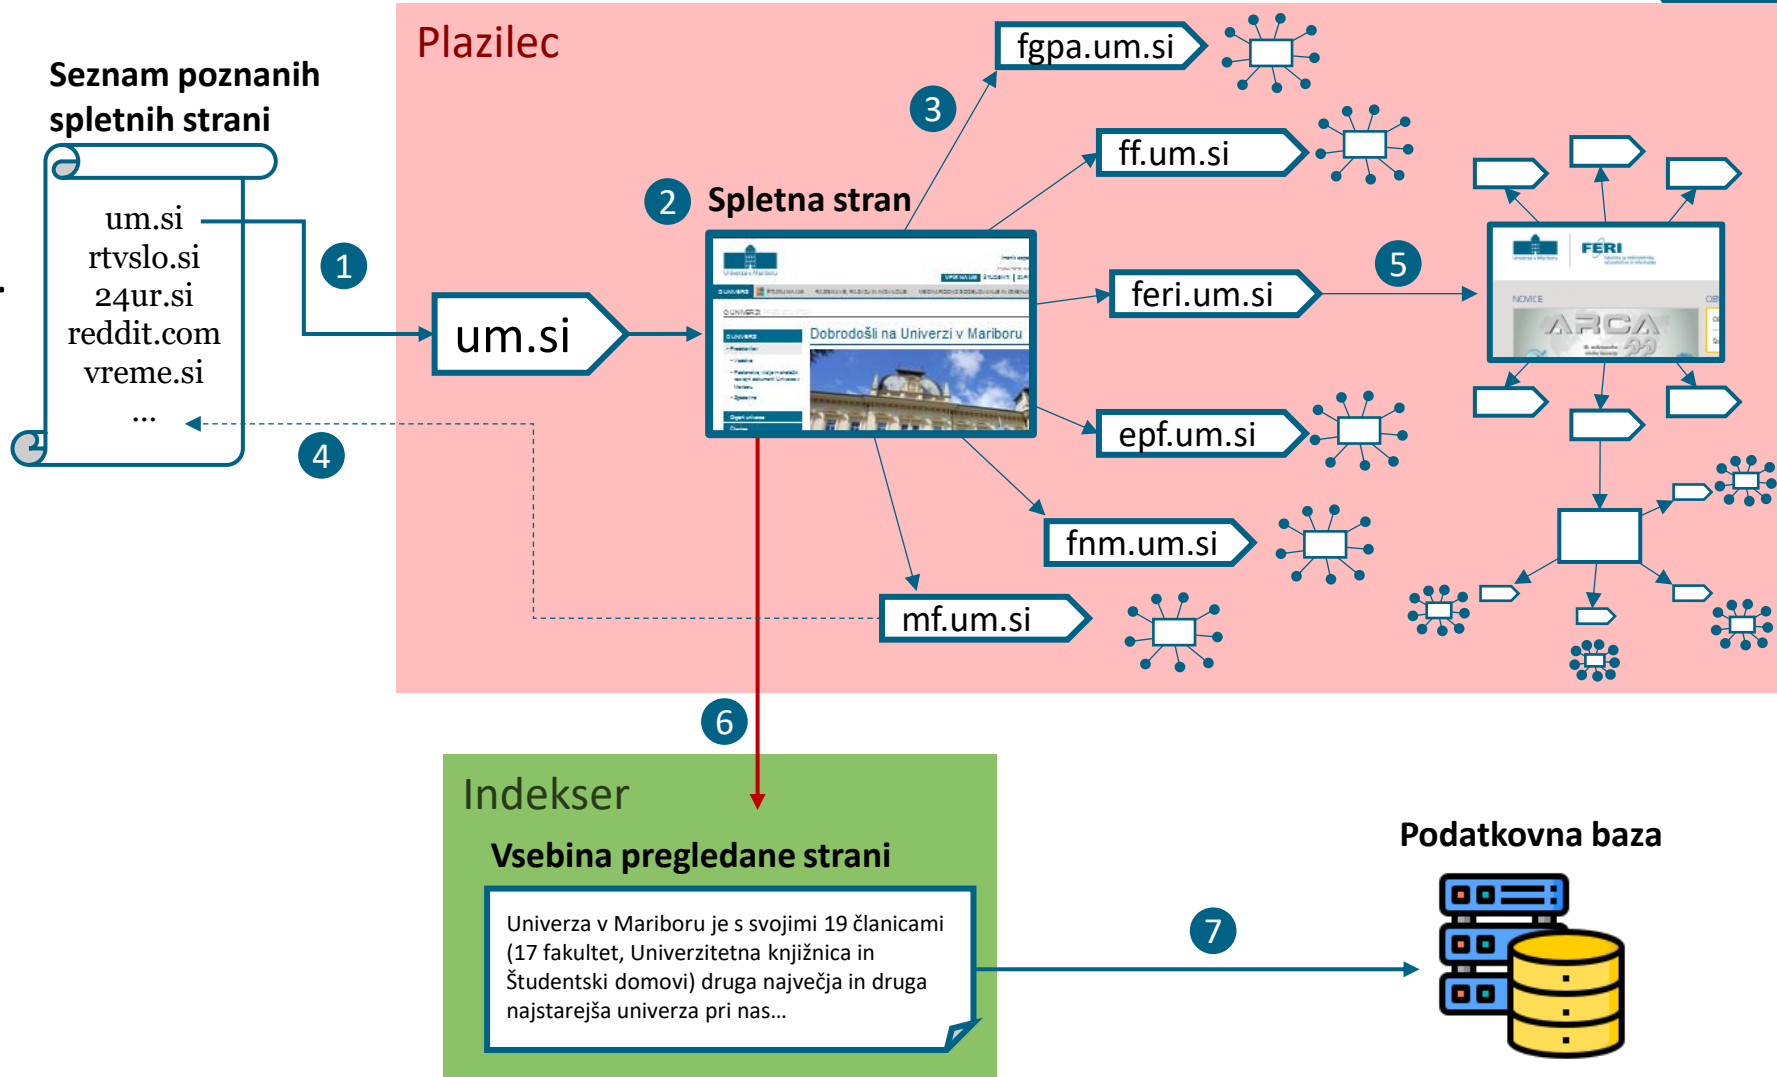 Plazilec
Seznam poznanih
spletnih strani
um.si
rtvslo.si
24ur.si
reddit.com
vreme.si
...
1
um.si
2
Spletna stran
Univerza v Mariboru
O UNIVERZI
Dobrodošli na Univerzi v Mariboru
3
fgpa.um.si
ff.um.si
feri.um.si
epf.um.si
fnm.um.si
mf.um.si
4
5
FERI
NOVICE
ARCA
6
Indekser
Vsebina pregledane strani
Univerza v Mariboru je s svojimi 19 članicami
(17 fakultet, Univerzitetna knjižnica in
Študentski domovi) druga največja in druga
najstarejša univerza pri nas...
7
Podatkovna baza